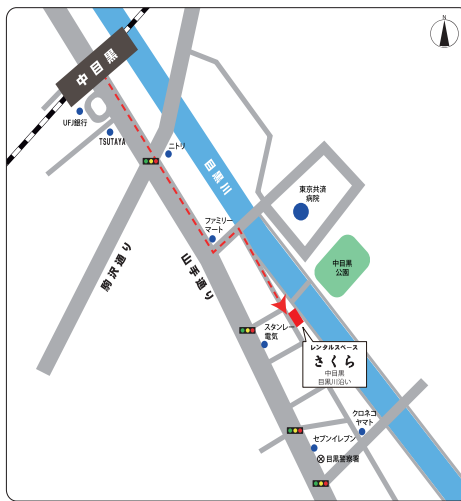 N
中目黒
UFJ銀行
TSUTAYA
ニトリ
目黒川
東京共済
病院
ファミリー
マート
中目黒
公園
駒沢通り
山手通り
スタンレー
電気
レンタルスペース
さくら
中目黒
目黒川沿い
クロネコ
ヤマト
セブンイレブン
目黒警察署